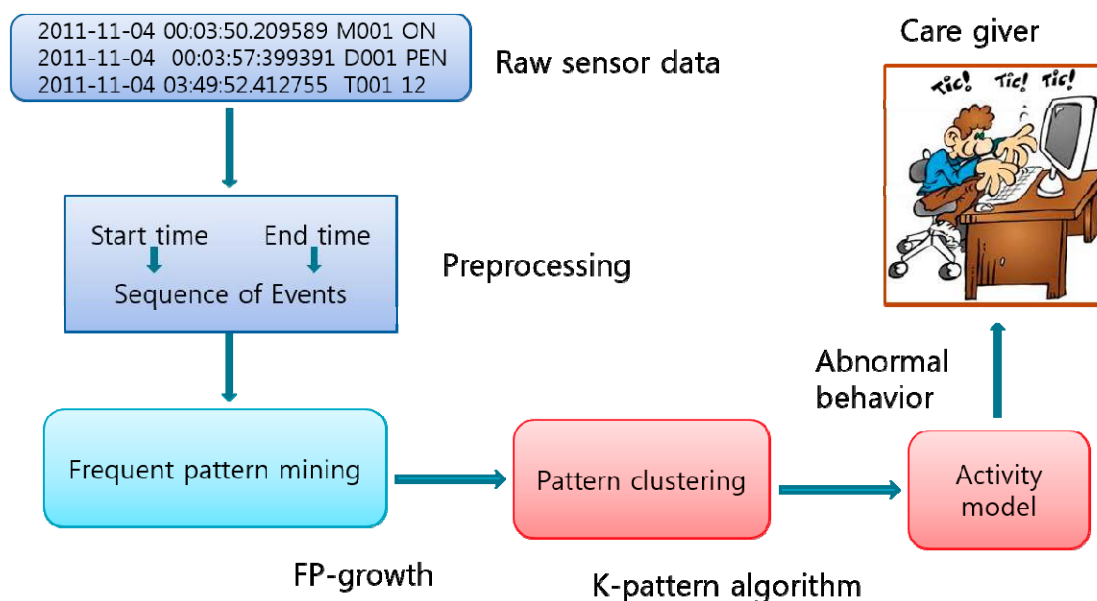 2011-11-04 00:03:50.209589 M001 ON
2011-11-04 00:03:57:399391 D001 PEN
2011-11-04 03:49:52.412755 T001 12
Raw sensor data
Care giver
TiC! TiC! TiC!
Start time End time
Sequence of Events
Preprocessing
Abnormal
behavior
Frequent pattern mining
Pattern clustering
Activity
model
FP-growth
K-pattern algorithm